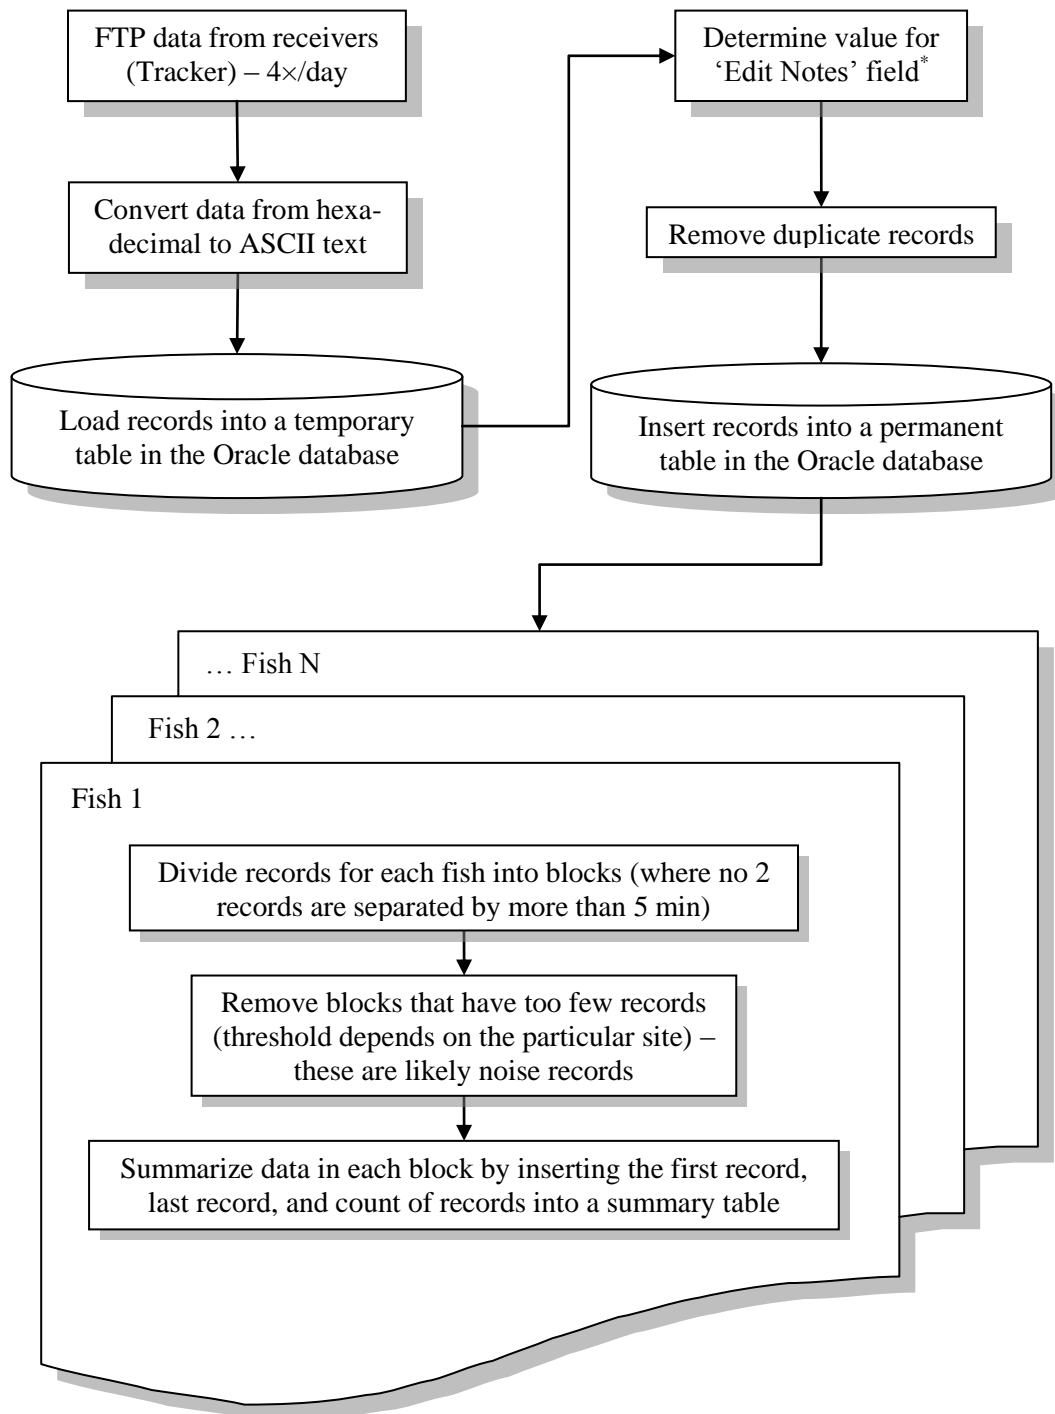 FTP data from receivers
(Tracker) – 4×/day
Convert data from hexa-
decimal to ASCII text
Load records into a temporary
table in the Oracle database
Determine value for
‘Edit Notes’ field*
Remove duplicate records
Insert records into a permanent
table in the Oracle database
… Fish N
Fish 2 …
Fish 1
Divide records for each fish into blocks (where no 2
records are separated by more than 5 min)
Remove blocks that have too few records
(threshold depends on the particular site) –
these are likely noise records
Summarize data in each block by inserting the first record,
last record, and count of records into a summary table